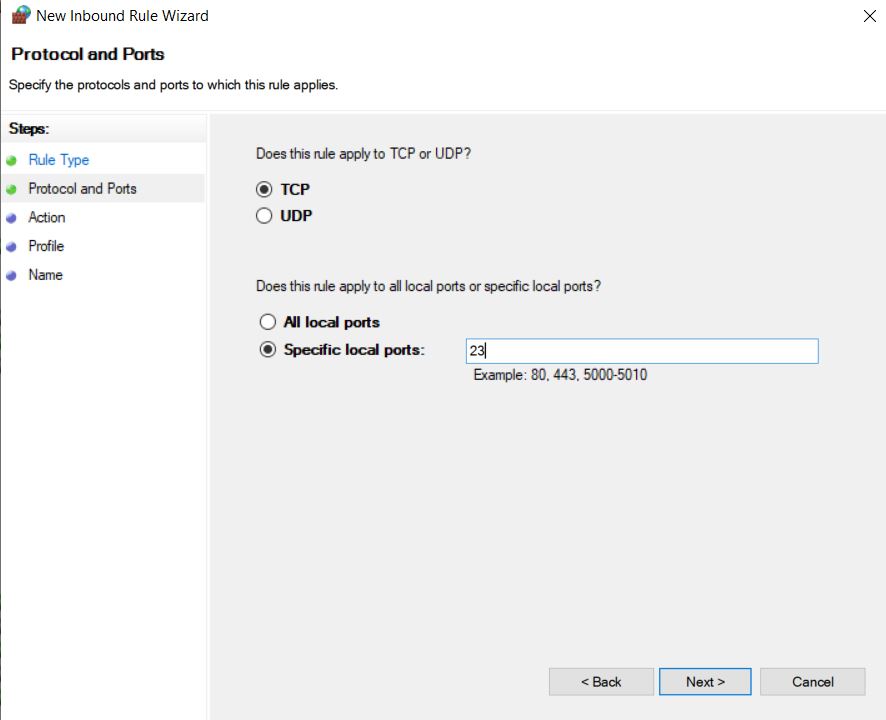 New Inbound Rule Wizard
Protocol and Ports
Specify the protocols and ports to which this rule applies.
Steps:
Rule Type
Protocol and Ports
Action
Profile
Name
Does this rule apply to TCP or UDP?
TCP
UDP
Does this rule apply to all local ports or specific local ports?
All local ports
Specific local ports: 23
Example: 80, 443, 5000-5010
< Back Next > Cancel